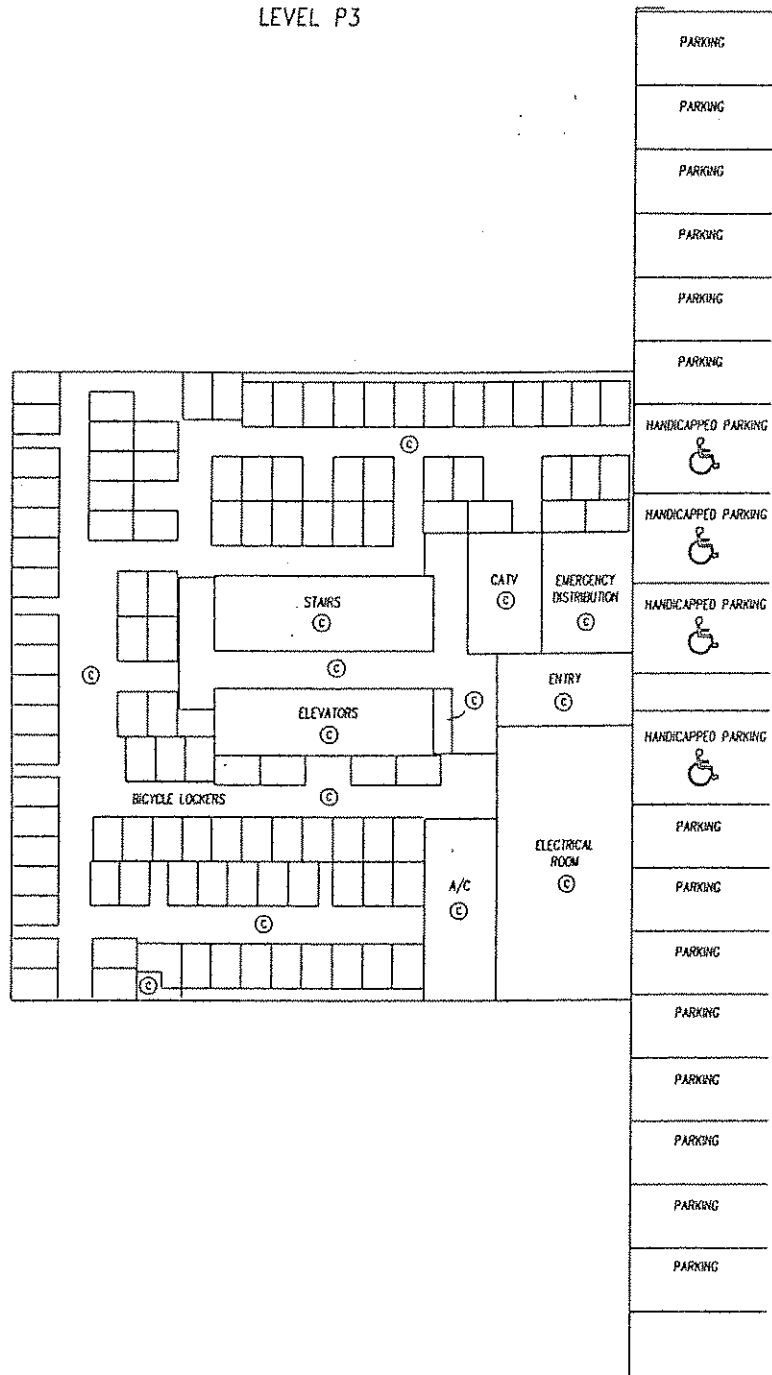 LEVEL P3
PARKING
PARKING
PARKING
PARKING
PARKING
PARKING
HANDICAPPED PARKING
HANDICAPPED PARKING
HANDICAPPED PARKING
HANDICAPPED PARKING
PARKING
PARKING
PARKING
PARKING
PARKING
PARKING
PARKING
PARKING
C
STAIRS
C
CATV
C
EMERGENCY
DISTRIBUTION
C
C
C
ENTRY
C
ELEVATORS
C
C
BICYCLE LOCKERS
C
ELECTRICAL
ROOM
C
A/C
C
C
C